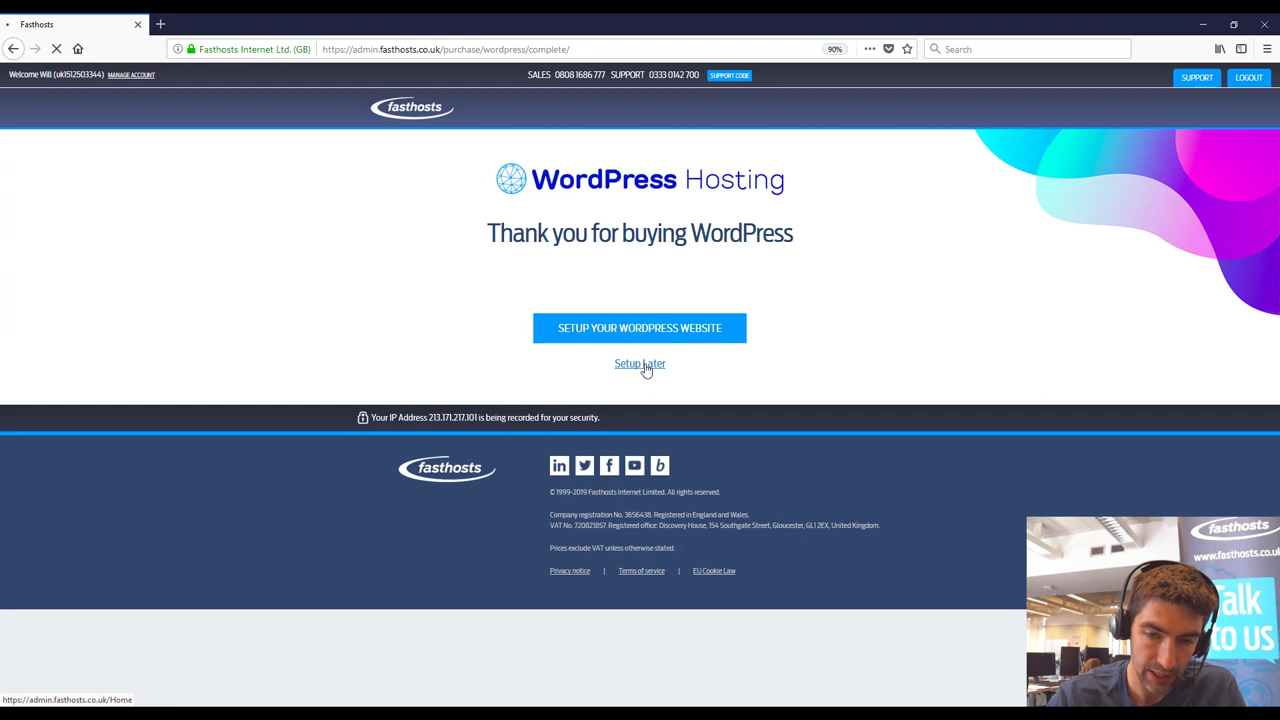 Fasthosts
Fasthosts Internet Ltd. (GB)
https://admin.fasthosts.co.uk/purchase/wordpress/complete/
90%
Search
Welcome Will (uk1512503344) MANAGE ACCOUNT
SALES 0808 1686 777 SUPPORT 0333 0142 700 SUPPORT CODE
SUPPORT
LOGOUT
fasthosts
WordPress Hosting
Thank you for buying WordPress
SETUP YOUR WORDPRESS WEBSITE
Setup Later
Your IP Address 213.171.217.101 is being recorded for your security.
fasthosts
© 1999-2019 Fasthosts Internet Limited. All rights reserved.
Company registration No. 3656438. Registered in England and Wales.
VAT No. 720821857. Registered office: Discovery House, 154 Southgate Street, Gloucester, GL1 2EX, United Kingdom.
Prices exclude VAT unless otherwise stated.
Privacy notice | Terms of service | EU Cookie Law
fasthosts
www.fasthosts.co.uk
Talk
to us
https://admin.fasthosts.co.uk/Home